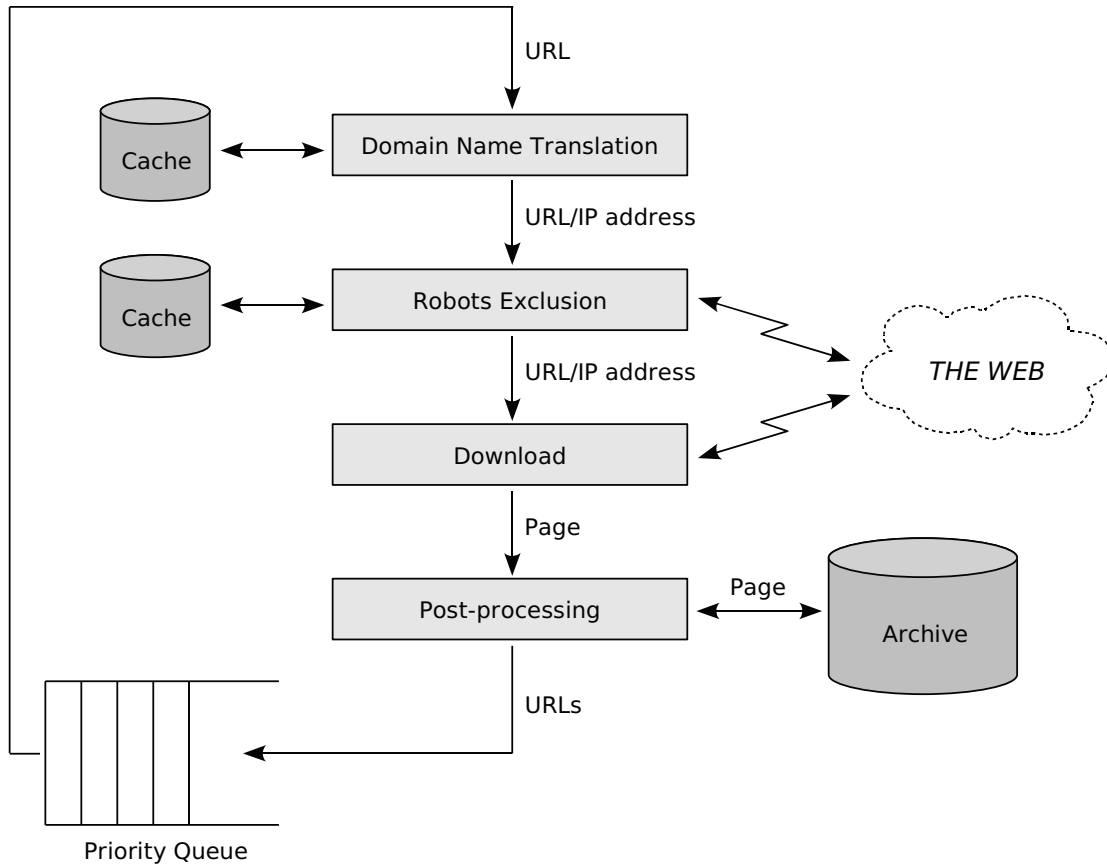 URL
Domain Name Translation
Cache
URL/IP address
Robots Exclusion
Cache
THE WEB
URL/IP address
Download
Page
Post-processing
Page
Archive
URLs
Priority Queue